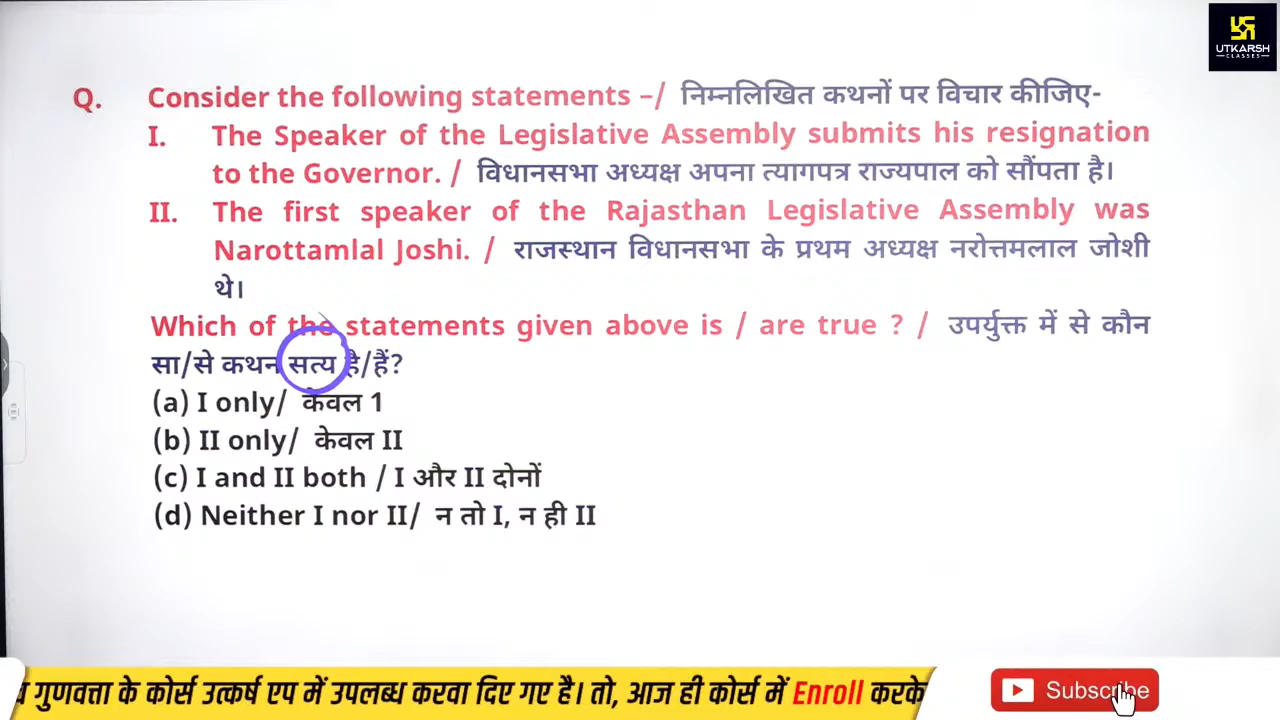 UTKARSH
CLASSES
Q. Consider the following statements –/ निम्नलिखित कथनों पर विचार कीजिए-
I. The Speaker of the Legislative Assembly submits his resignation
to the Governor. / विधानसभा अध्यक्ष अपना त्यागपत्र राज्यपाल को सौंपता है।
II. The first speaker of the Rajasthan Legislative Assembly was
Narottamlal Joshi. / राजस्थान विधानसभा के प्रथम अध्यक्ष नरोत्तमलाल जोशी
थे।
Which of the statements given above is / are true ? / उपर्युक्त में से कौन
सा/से कथन सत्य है/हैं?
(a) I only/ केवल 1
(b) II only/ केवल II
(c) I and II both / I और II दोनों
(d) Neither I nor II/ न तो I, न ही II
गुणवत्ता के कोर्स उत्कर्ष एप में उपलब्ध करवा दिए गए है। तो, आज ही कोर्स में Enroll करके
Subscribe